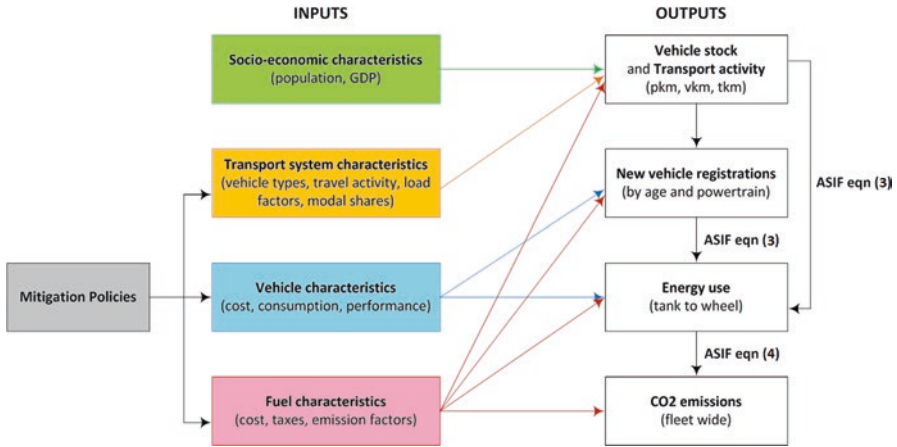 INPUTS
OUTPUTS
Socio-economic characteristics
(population, GDP)
Vehicle stock
and Transport activity
(pkm, vkm, tkm)
Transport system characteristics
(vehicle types, travel activity, load
factors, modal shares)
New vehicle registrations
(by age and powertrain)
ASIF eqn (3)
ASIF eqn (3)
Mitigation Policies
Vehicle characteristics
(cost, consumption, performance)
Energy use
(tank to wheel)
ASIF eqn (4)
Fuel characteristics
(cost, taxes, emission factors)
CO2 emissions
(fleet wide)